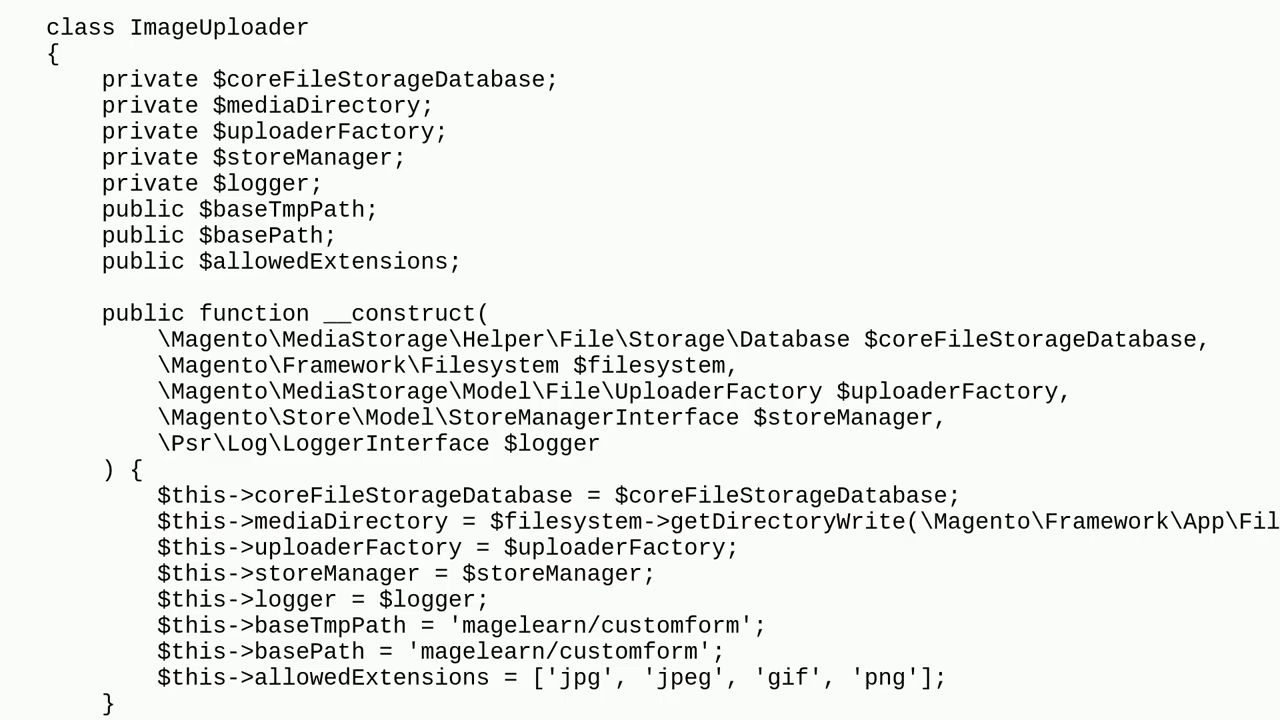 class ImageUploader
{
    private $coreFileStorageDatabase;
    private $mediaDirectory;
    private $uploaderFactory;
    private $storeManager;
    private $logger;
    public $baseTmpPath;
    public $basePath;
    public $allowedExtensions;

    public function __construct(
        \Magento\MediaStorage\Helper\File\Storage\Database $coreFileStorageDatabase,
        \Magento\Framework\Filesystem $filesystem,
        \Magento\MediaStorage\Model\File\UploaderFactory $uploaderFactory,
        \Magento\Store\Model\StoreManagerInterface $storeManager,
        \Psr\Log\LoggerInterface $logger
    ) {
        $this->coreFileStorageDatabase = $coreFileStorageDatabase;
        $this->mediaDirectory = $filesystem->getDirectoryWrite(\Magento\Framework\App\Fil
        $this->uploaderFactory = $uploaderFactory;
        $this->storeManager = $storeManager;
        $this->logger = $logger;
        $this->baseTmpPath = 'magelearn/customform';
        $this->basePath = 'magelearn/customform';
        $this->allowedExtensions = ['jpg', 'jpeg', 'gif', 'png'];
    }